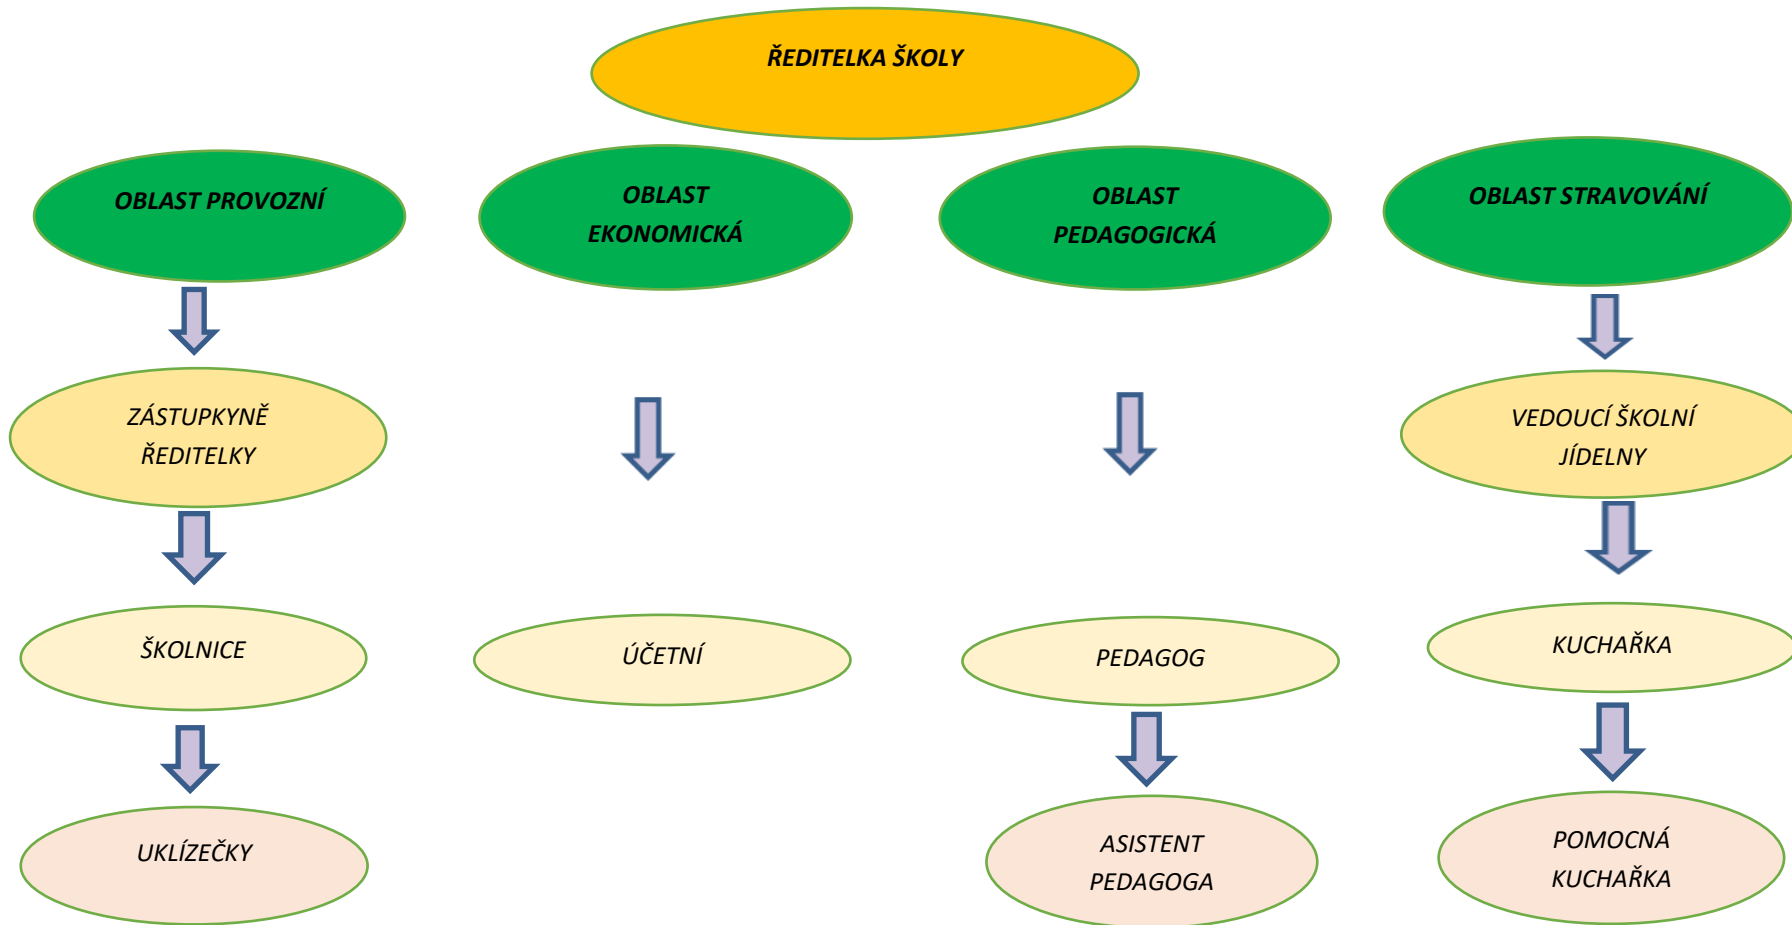 ŘEDITELKA ŠKOLY
OBLAST PROVOZNÍ
OBLAST
EKONOMICKÁ
OBLAST
PEDAGOGICKÁ
OBLAST STRAVOVÁNÍ
ZÁSTUPKYNĚ
ŘEDITELKY
VEDOUCÍ ŠKOLNÍ
JÍDELNY
ŠKOLNICE
ÚČETNÍ
PEDAGOG
KUCHAŘKA
UKLÍZEČKY
ASISTENT
PEDAGOGA
POMOCNÁ
KUCHAŘKA